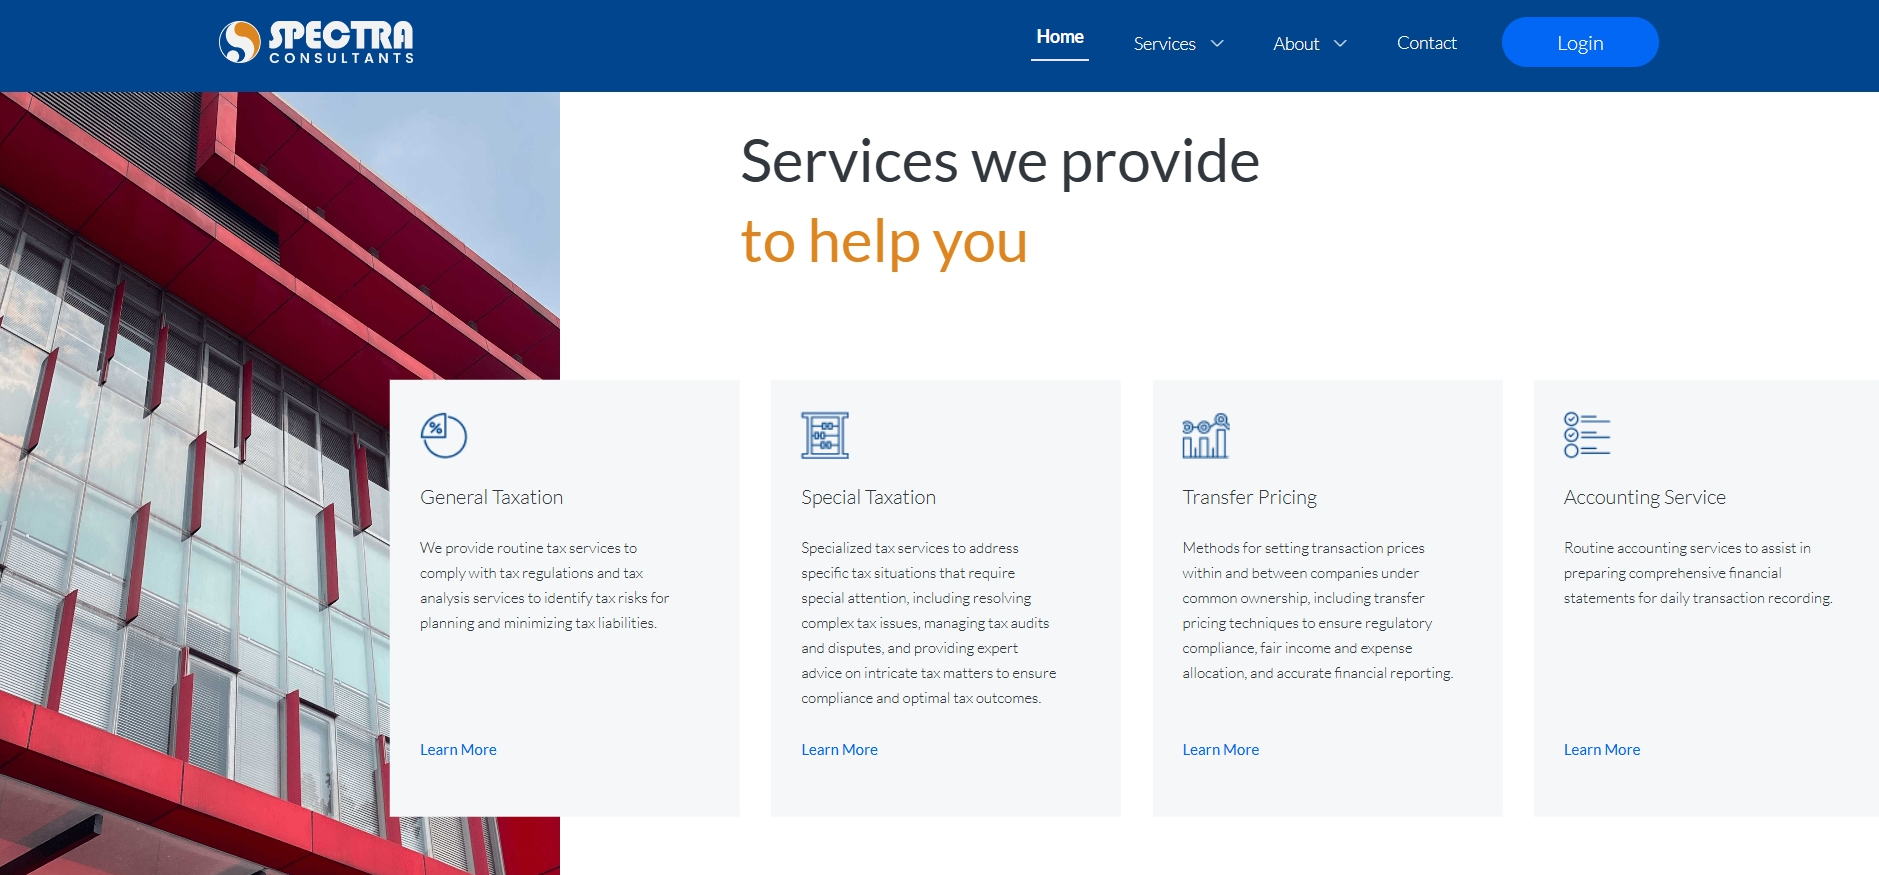 SPECTRA
CONSULTANTS
Home
Services
About
Contact
Login
Services we provide
to help you
%
General Taxation
We provide routine tax services to
comply with tax regulations and tax
analysis services to identify tax risks for
planning and minimizing tax liabilities.
Learn More
Special Taxation
Specialized tax services to address
specific tax situations that require
special attention, including resolving
complex tax issues, managing tax audits
and disputes, and providing expert
advice on intricate tax matters to ensure
compliance and optimal tax outcomes.
Learn More
Transfer Pricing
Methods for setting transaction prices
within and between companies under
common ownership, including transfer
pricing techniques to ensure regulatory
compliance, fair income and expense
allocation, and accurate financial reporting.
Learn More
Accounting Service
Routine accounting services to assist in
preparing comprehensive financial
statements for daily transaction recording.
Learn More